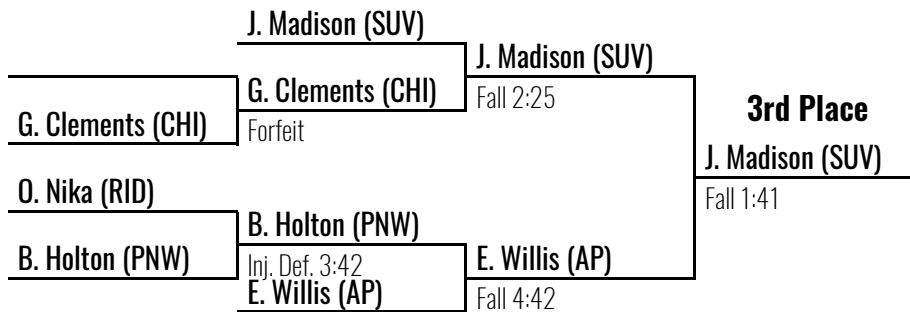 J. Madison (SUV)
J. Madison (SUV)
G. Clements (CHI)
Fall 2:25
3rd Place
G. Clements (CHI)
Forfeit
J. Madison (SUV)
O. Nika (RID)
Fall 1:41
B. Holton (PNW)
B. Holton (PNW)
Inj. Def. 3:42
E. Willis (AP)
E. Willis (AP)
Fall 4:42